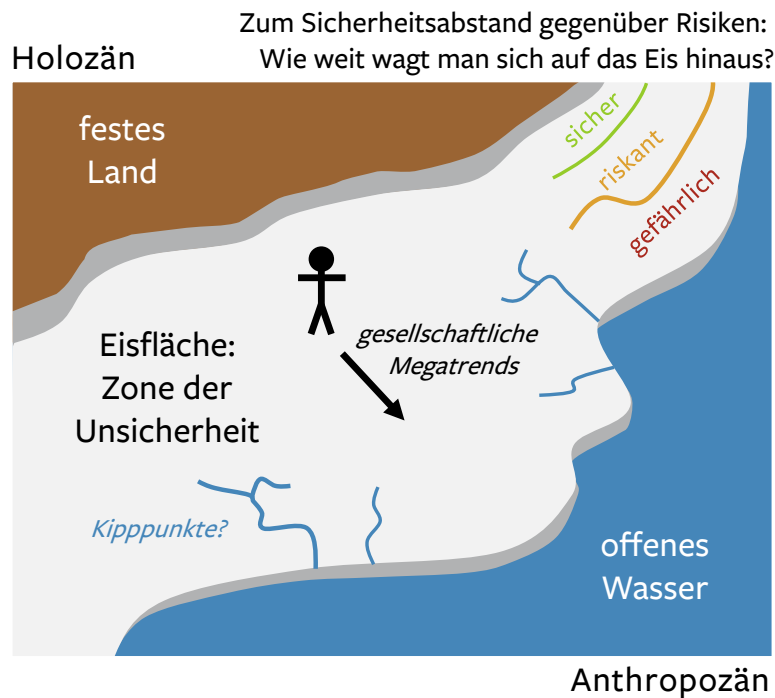 Zum Sicherheitsabstand gegenüber Risiken:
Holozän
Wie weit wagt man sich auf das Eis hinaus?
festes
Land
sicher
riskant
gefährlich
gesellschaftliche
Megatrends
Eisfläche:
Zone der
Unsicherheit
Kipppunkte?
offenes
Wasser
Anthropozän